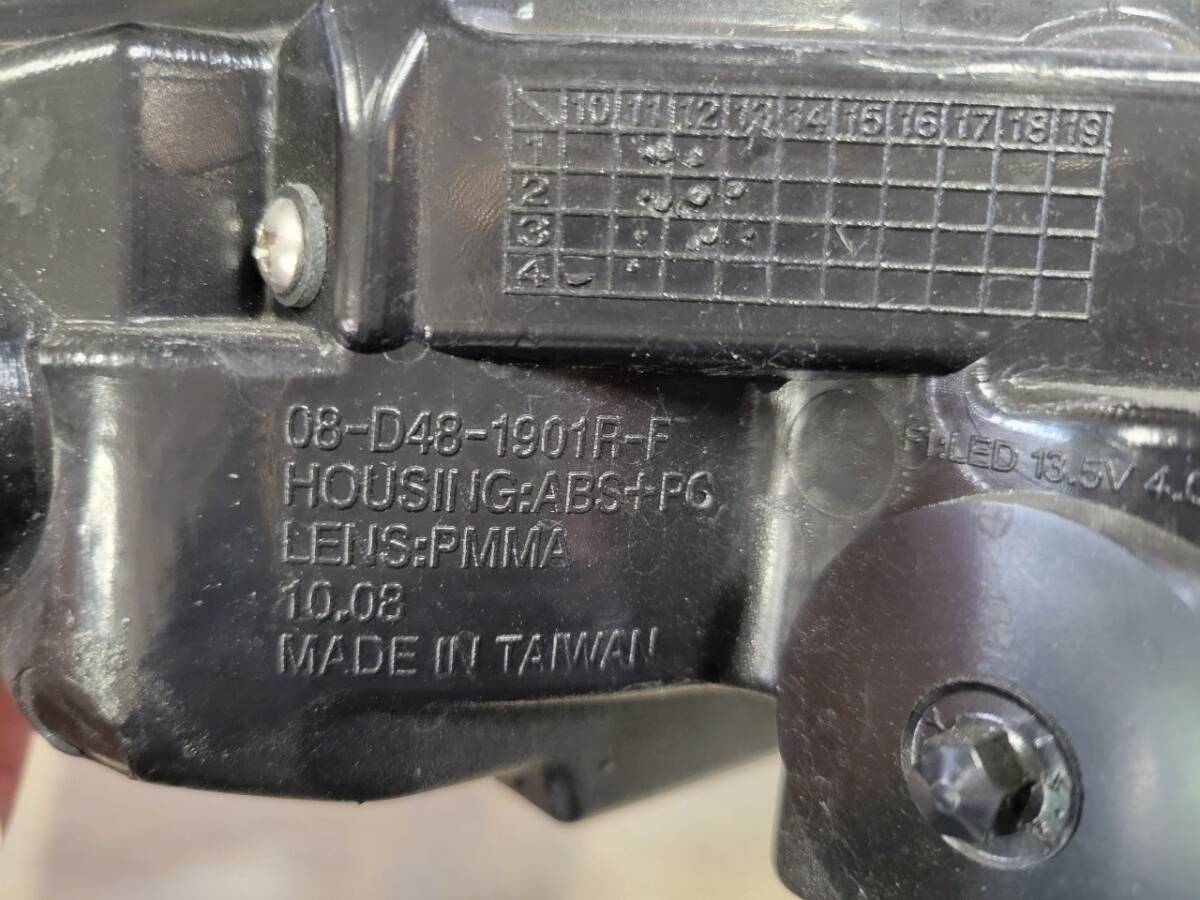 10 11 12 13 14 15 16 17 18 19
1
2
3
4
08-D48-1901R-F
HOUSING:ABS+PC
LENS:PMMA
10.08
MADE IN TAIWAN
LED 13.5V